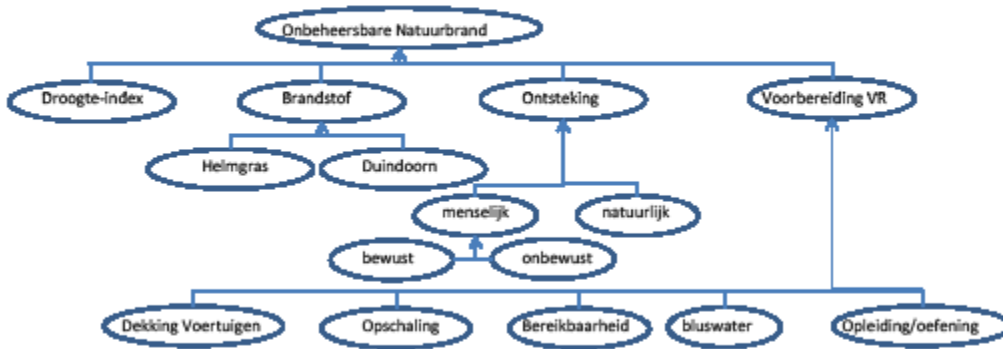 Onbeheersbare Natuurbrand
Droogte-index
Brandstof
Ontsteking
Voorbereiding VR
Helmgras
Duindoorn
menselijk
natuurlijk
bewust
onbewust
Dekking Voertuigen
Opschaling
Bereikbaarheid
bluswater
Opleiding/oefening